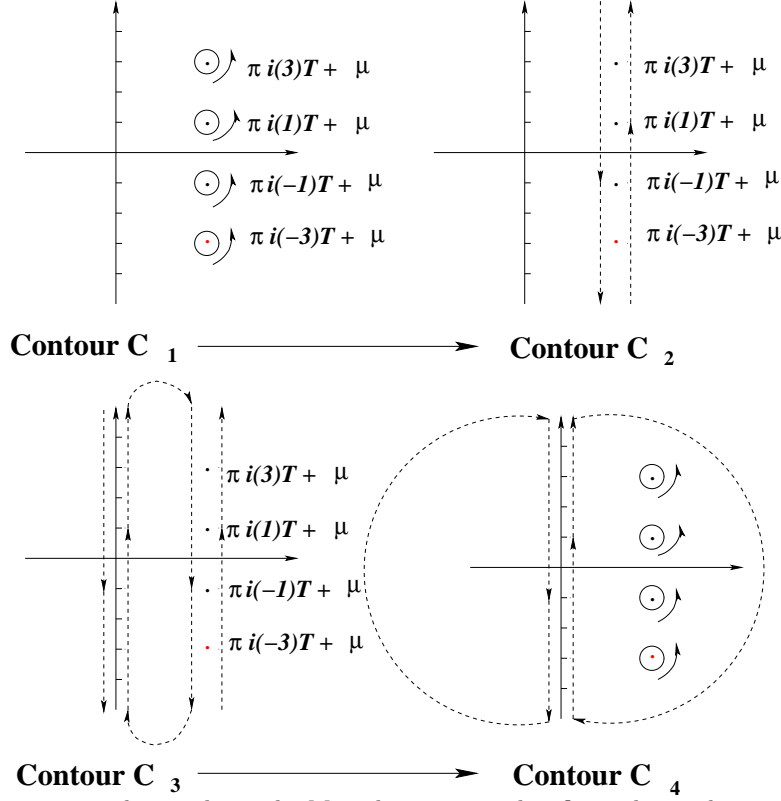 π i(3)T + μ
π i(1)T + μ
π i(−1)T + μ
π i(−3)T + μ
π i(3)T + μ
π i(1)T + μ
π i(−1)T + μ
π i(−3)T + μ
Contour C 1
Contour C 2
π i(3)T + μ
π i(1)T + μ
π i(−1)T + μ
π i(−3)T + μ
Contour C 3
Contour C 4